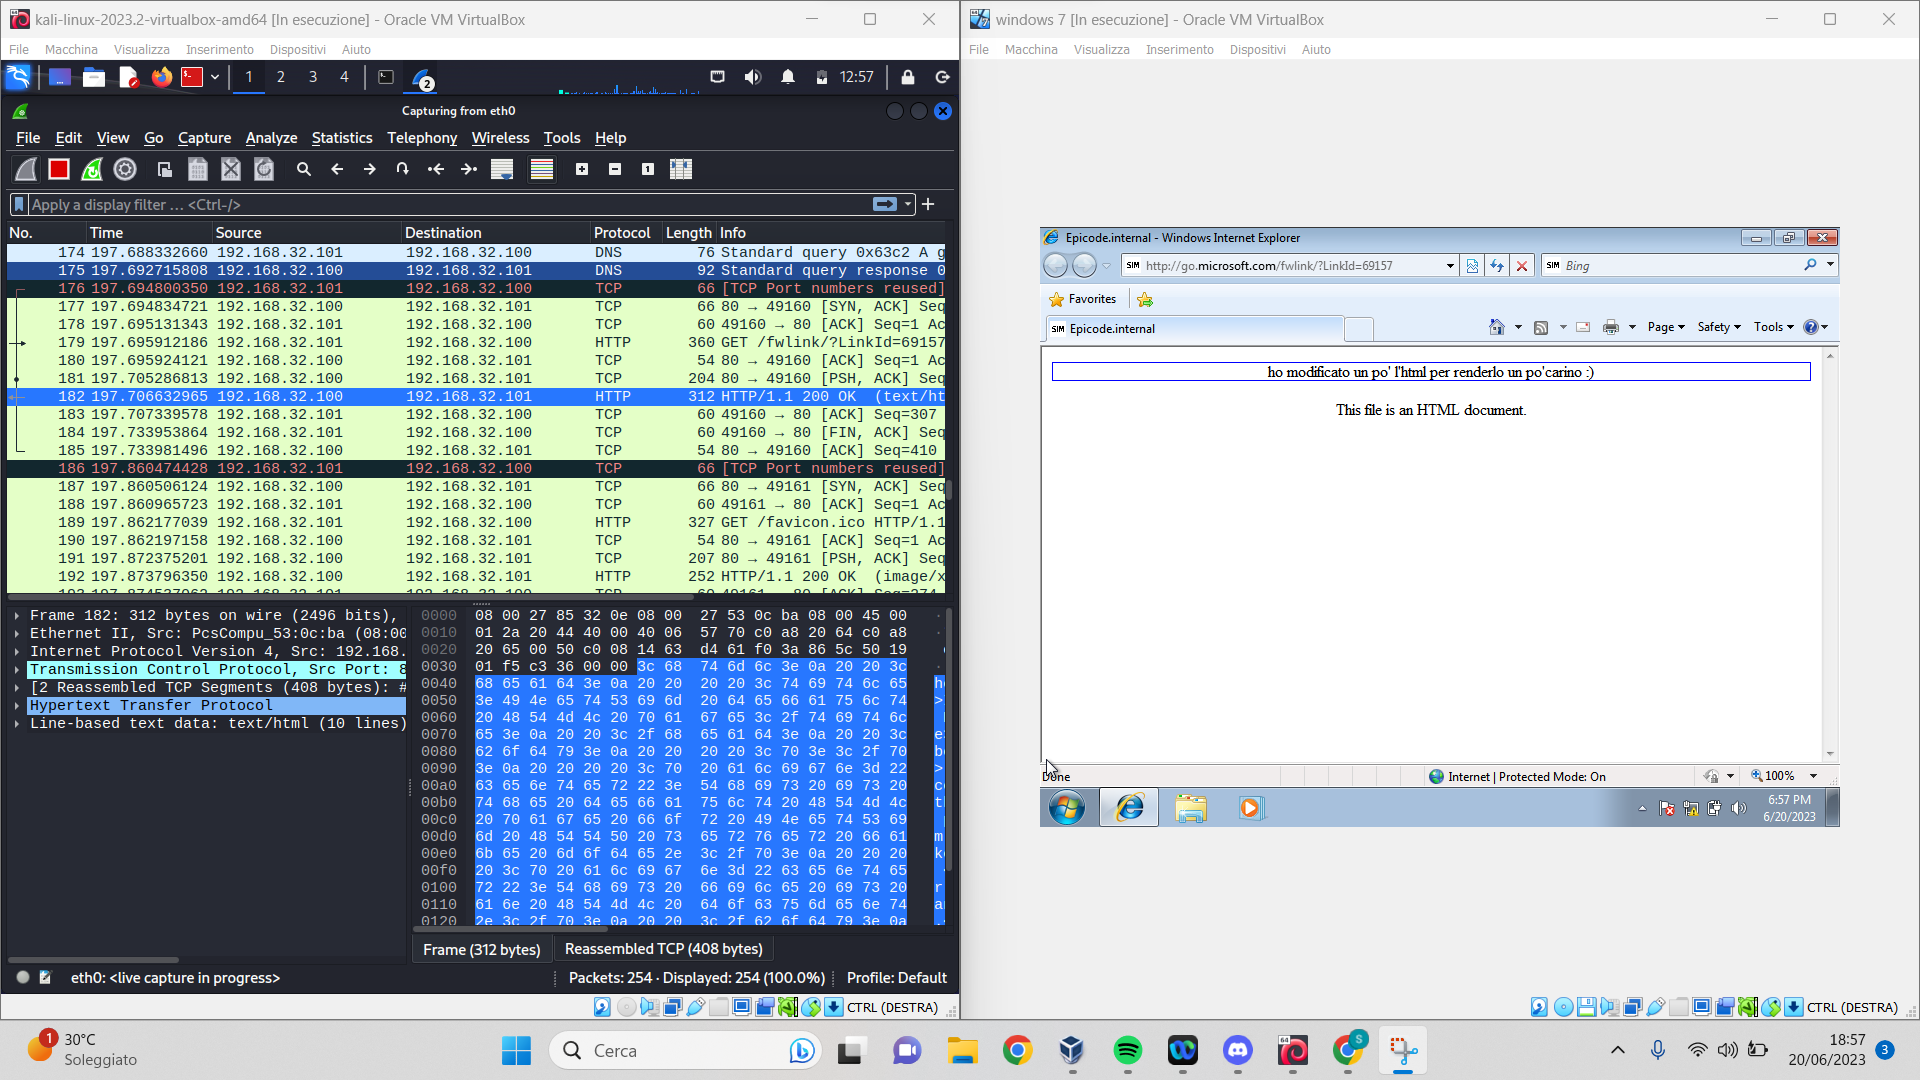 kali-linux-2023.2-virtualbox-amd64 [In esecuzione] - Oracle VM VirtualBox
File Macchina Visualizza Inserimento Dispositivi Aiuto
1 2 3 4 2 12:57
Capturing from eth0
File Edit View Go Capture Analyze Statistics Telephony Wireless Tools Help
Apply a display filter … <Ctrl-/>
No. Time Source Destination Protocol Length Info
174 197.688332660 192.168.32.101 192.168.32.100 DNS 76 Standard query 0x63c2 A g
175 197.692715808 192.168.32.100 192.168.32.101 DNS 92 Standard query response 0
176 197.694800350 192.168.32.101 192.168.32.100 TCP 66 [TCP Port numbers reused]
177 197.694834721 192.168.32.100 192.168.32.101 TCP 66 80 → 49160 [SYN, ACK] Seq
178 197.695131343 192.168.32.101 192.168.32.100 TCP 60 49160 → 80 [ACK] Seq=1 Ac
179 197.695912186 192.168.32.101 192.168.32.100 HTTP 360 GET /fwlink/?LinkId=69157
180 197.695924121 192.168.32.100 192.168.32.101 TCP 54 80 → 49160 [ACK] Seq=1 Ac
181 197.705286813 192.168.32.100 192.168.32.101 TCP 204 80 → 49160 [PSH, ACK] Seq
182 197.706632965 192.168.32.100 192.168.32.101 HTTP 312 HTTP/1.1 200 OK (text/ht
183 197.707339578 192.168.32.101 192.168.32.100 TCP 60 49160 → 80 [ACK] Seq=307
184 197.733953864 192.168.32.101 192.168.32.100 TCP 60 49160 → 80 [FIN, ACK] Seq
185 197.733981496 192.168.32.100 192.168.32.101 TCP 54 80 → 49160 [ACK] Seq=410
186 197.860474428 192.168.32.101 192.168.32.100 TCP 66 [TCP Port numbers reused]
187 197.860506124 192.168.32.100 192.168.32.101 TCP 66 80 → 49161 [SYN, ACK] Seq
188 197.860965723 192.168.32.101 192.168.32.100 TCP 60 49161 → 80 [ACK] Seq=1 Ac
189 197.862177039 192.168.32.101 192.168.32.100 HTTP 327 GET /favicon.ico HTTP/1.1
190 197.862197158 192.168.32.100 192.168.32.101 TCP 54 80 → 49161 [ACK] Seq=1 Ac
191 197.872375201 192.168.32.100 192.168.32.101 TCP 207 80 → 49161 [PSH, ACK] Seq
192 197.873796350 192.168.32.100 192.168.32.101 HTTP 252 HTTP/1.1 200 OK (image/x
Frame 182: 312 bytes on wire (2496 bits),
Ethernet II, Src: PcsCompu_53:0c:ba (08:00
Internet Protocol Version 4, Src: 192.168.
Transmission Control Protocol, Src Port: 8
[2 Reassembled TCP Segments (408 bytes): #
Hypertext Transfer Protocol
Line-based text data: text/html (10 lines)
0000 08 00 27 85 32 0e 08 00 27 53 0c ba 08 00 45 00
0010 01 2a 20 44 40 00 40 06 57 70 c0 a8 20 64 c0 a8
0020 20 65 00 50 c0 08 14 63 d4 61 f0 3a 86 5c 50 19
0030 01 f5 c3 36 00 00 3c 68 74 6d 6c 3e 0a 20 20 3c
0040 68 65 61 64 3e 0a 20 20 20 20 3c 74 69 74 6c 65
0050 3e 49 4e 65 74 53 69 6d 20 64 65 66 61 75 6c 74
0060 20 48 54 4d 4c 20 70 61 67 65 3c 2f 74 69 74 6c
0070 65 3e 0a 20 20 3c 2f 68 65 61 64 3e 0a 20 20 3c
0080 62 6f 64 79 3e 0a 20 20 20 20 3c 70 3e 3c 2f 70
0090 3e 0a 20 20 20 20 3c 70 20 61 6c 69 67 6e 3d 22
00a0 63 65 6e 74 65 72 22 3e 54 68 69 73 20 69 73 20
00b0 74 68 65 20 64 65 66 61 75 6c 74 20 48 54 4d 4c
00c0 20 70 61 67 65 20 66 6f 72 20 49 4e 65 74 53 69
00d0 6d 20 48 54 54 50 20 73 65 72 76 65 72 20 66 61
00e0 6b 65 20 6d 6f 64 65 2e 3c 2f 70 3e 0a 20 20 20
00f0 20 3c 70 20 61 6c 69 67 6e 3d 22 63 65 6e 74 65
0100 72 22 3e 54 68 69 73 20 66 69 6c 65 20 69 73 20
0110 61 6e 20 48 54 4d 4c 20 64 6f 63 75 6d 65 6e 74
0120 2e 3c 2f 70 3e 0a 20 20 3c 2f 62 6f 64 79 3e 0a
Frame (312 bytes) Reassembled TCP (408 bytes)
eth0: <live capture in progress> Packets: 254 · Displayed: 254 (100.0%) Profile: Default
CTRL (DESTRA)
windows 7 [In esecuzione] - Oracle VM VirtualBox
File Macchina Visualizza Inserimento Dispositivi Aiuto
Epicode.internal - Windows Internet Explorer
SIM http://go.microsoft.com/fwlink/?LinkId=69157 SIM Bing
Favorites
SIM Epicode.internal Page Safety Tools
ho modificato un po' l'html per renderlo un po'carino :)
This file is an HTML document.
Done Internet | Protected Mode: On 100%
6:57 PM
6/20/2023
CTRL (DESTRA)
1 30°C
Soleggiato
Cerca
18:57
20/06/2023 3